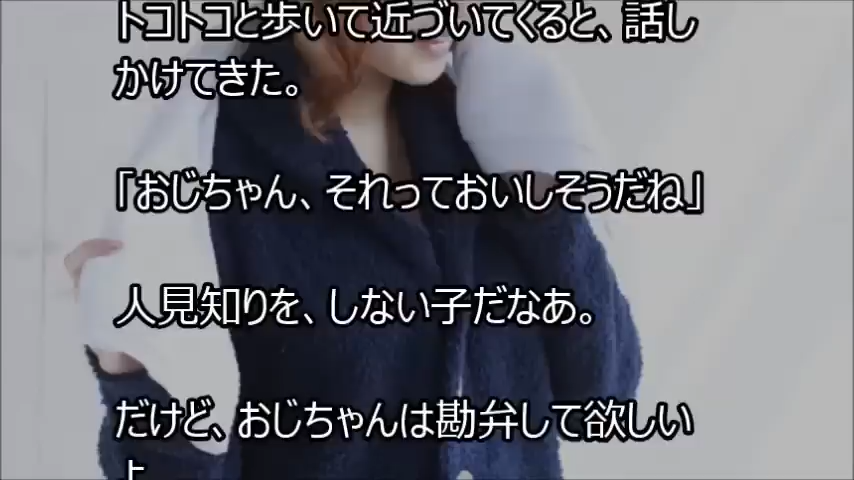 トコトコと歩いて近づいてくると、話し
かけてきた。
「おじちゃん、それっておいしそうだね」
人見知りを、しない子だなあ。
だけど、おじちゃんは勘弁して欲しい
よ